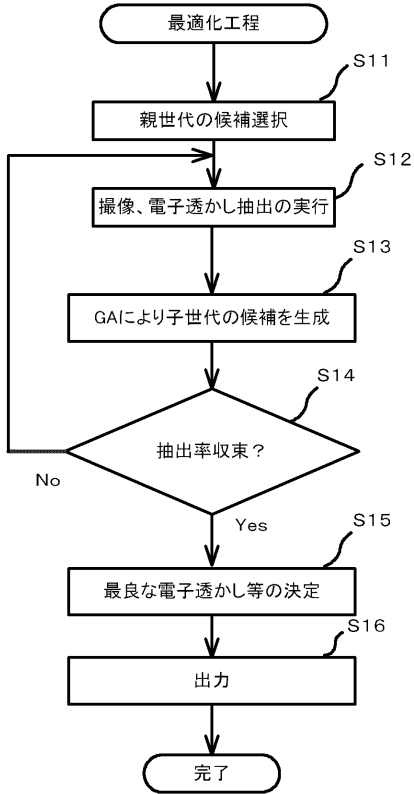 最適化工程
S11
親世代の候補選択
S12
撮像、電子透かし抽出の実行
S13
GAにより子世代の候補を生成
S14
抽出率収束？
No
Yes
S15
最良な電子透かし等の決定
S16
出力
完了